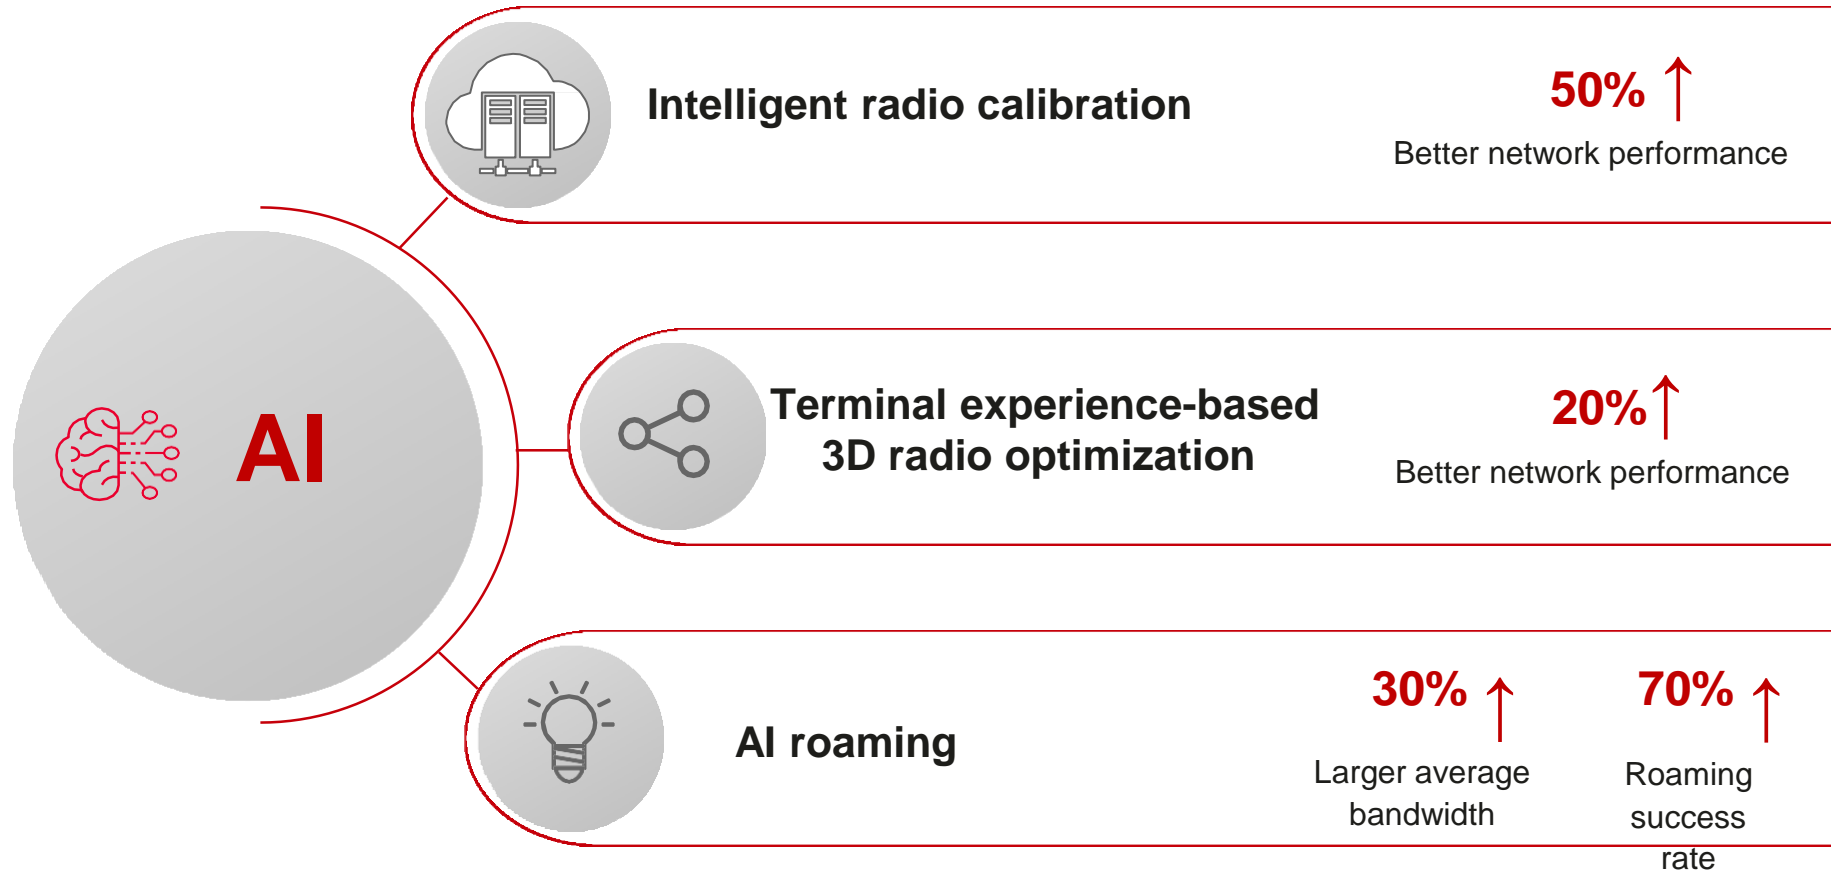 Intelligent radio calibration
50% ↑
Better network performance
AI
Terminal experience-based
3D radio optimization
20% ↑
Better network performance
AI roaming
30% ↑
Larger average
bandwidth
70% ↑
Roaming
success
rate